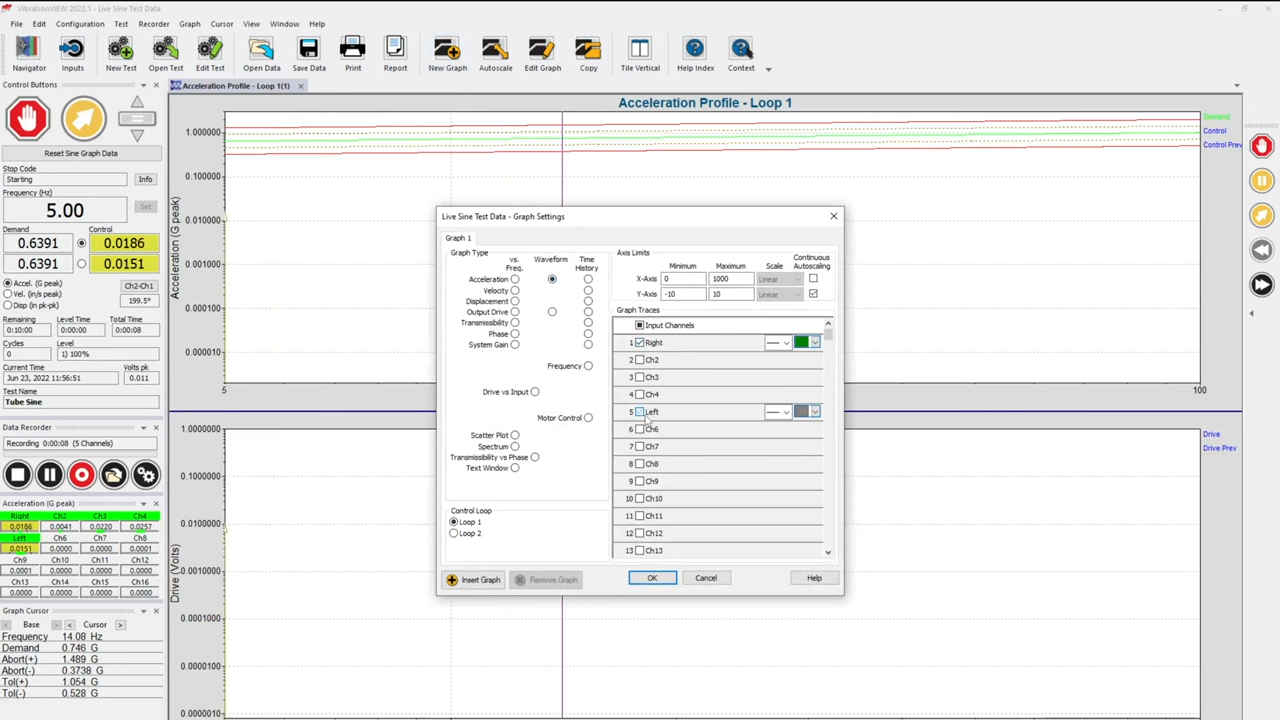 VibrationVIEW 2022.1 - Live Sine Test Data
File Edit Configuration Test Recorder Graph Cursor View Window Help
Navigator Inputs New Test Open Test Edit Test Open Data Save Data Print Report New Graph Autoscale Edit Graph Copy Tile Vertical Help Index Context
Control Buttons
Reset Sine Graph Data
Stop Code
Starting Info
Frequency (Hz)
5.00 Set
Demand Control
0.6391 0.0186
0.6391 0.0151
Accel. (G peak) Ch2-Ch1
Vel. (in/s peak) 199.5°
Disp (in pk-pk)
Remaining Level Time Total Time
0:10:00 0:00:00 0:00:08
Cycles Level
0 1) 100%
Current Time Volts pk
Jun 23, 2022 11:56:51 0.011
Test Name
Tube Sine
Data Recorder
Recording 0:00:08 (5 Channels)
Acceleration (G peak)
Right Ch2 Ch3 Ch4
0.0186 0.0041 0.0220 0.0257
Left Ch6 Ch7 Ch8
0.0151 0.0000 0.0000 0.0001
Ch9 Ch10 Ch11 Ch12
0.0000 0.0000 0.0000 0.0000
Ch13 Ch14 Ch15 Ch16
0.0000 0.0000 0.0000 0.0000
Graph Cursor
< Base > < Cursor >
Frequency 14.08 Hz
Demand 0.746 G
Abort(+) 1.489 G
Abort(-) 0.3738 G
Tol(+) 1.054 G
Tol(-) 0.528 G
Acceleration Profile - Loop 1(1)
Acceleration Profile - Loop 1
Acceleration (G peak)
1.000000
0.100000
0.010000
0.001000
0.000100
0.000010
5 100
Demand
Control
Control Prev
Drive (Volts)
1.0000000
0.1000000
0.0100000
0.0010000
0.0001000
0.0000100
0.0000010
Drive
Drive Prev
Live Sine Test Data - Graph Settings
Graph 1
Graph Type
vs. Freq. Waveform Time History
Acceleration
Velocity
Displacement
Output Drive
Transmissibility
Phase
System Gain
Frequency
Drive vs Input
Motor Control
Scatter Plot
Spectrum
Transmissibility vs Phase
Text Window
Control Loop
Loop 1
Loop 2
Axis Limits
Minimum Maximum Scale Continuous Autoscaling
X-Axis 0 1000 Linear
Y-Axis -10 10 Linear
Graph Traces
Input Channels
1 Right
2 Ch2
3 Ch3
4 Ch4
5 Left
6 Ch6
7 Ch7
8 Ch8
9 Ch9
10 Ch10
11 Ch11
12 Ch12
13 Ch13
Insert Graph Remove Graph OK Cancel Help